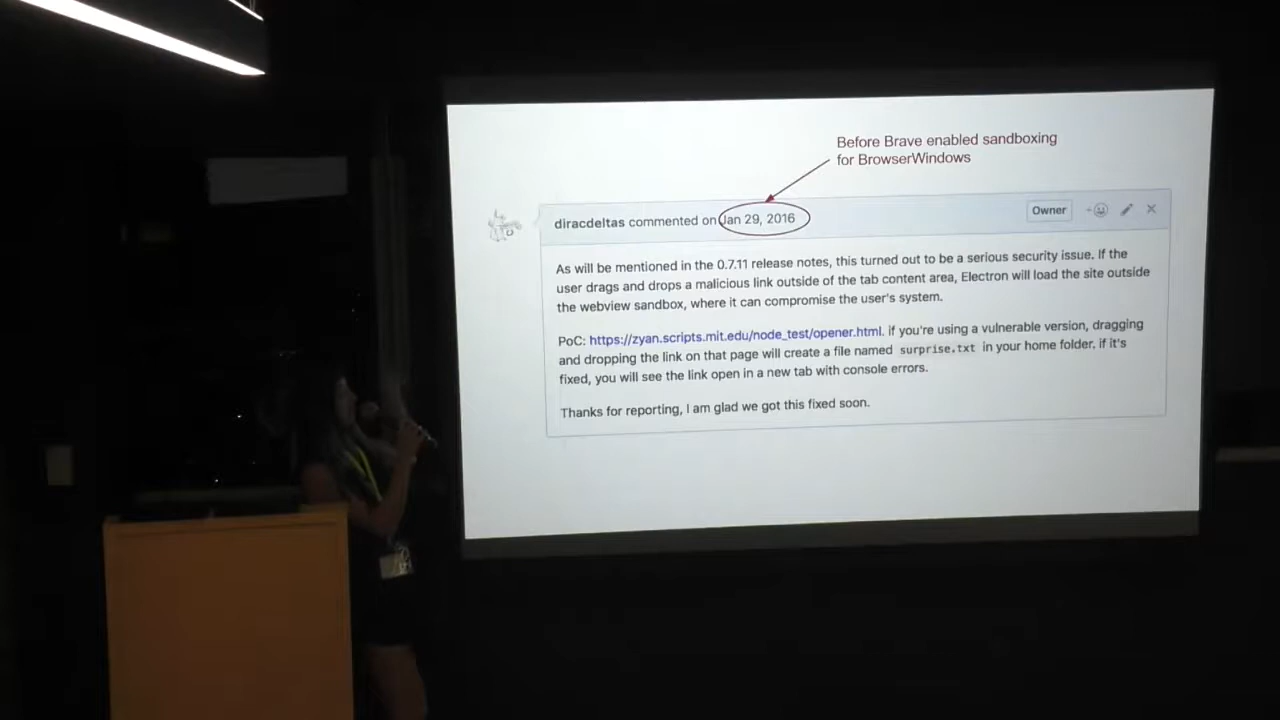 Before Brave enabled sandboxing
for BrowserWindows
diracdeltas commented on Jan 29, 2016
Owner
As will be mentioned in the 0.7.11 release notes, this turned out to be a serious security issue. If the
user drags and drops a malicious link outside of the tab content area, Electron will load the site outside
the webview sandbox, where it can compromise the user's system.
PoC: https://zyan.scripts.mit.edu/node_test/opener.html. if you're using a vulnerable version, dragging
and dropping the link on that page will create a file named surprise.txt in your home folder. if it's
fixed, you will see the link open in a new tab with console errors.
Thanks for reporting, I am glad we got this fixed soon.